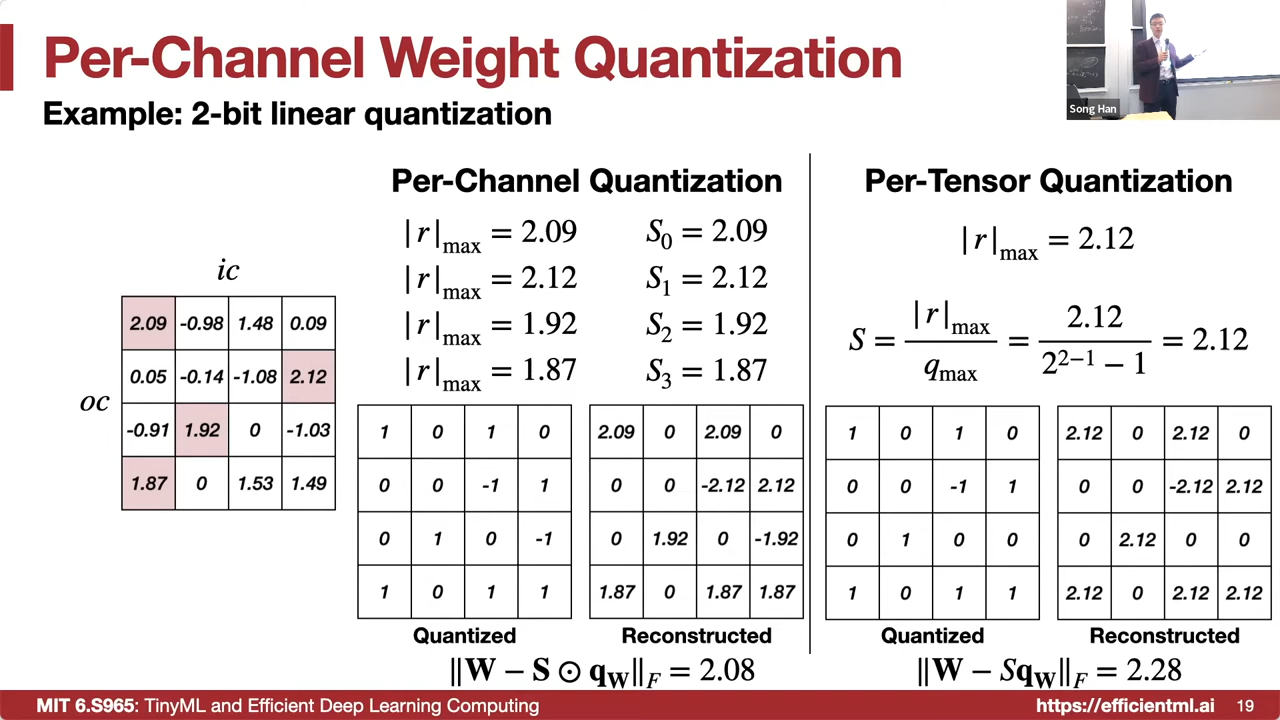 Per-Channel Weight Quantization
Example: 2-bit linear quantization
Song Han
ic
oc
2.09 -0.98 1.48 0.09
0.05 -0.14 -1.08 2.12
-0.91 1.92 0 -1.03
1.87 0 1.53 1.49
Per-Channel Quantization
|r|max = 2.09 S0 = 2.09
|r|max = 2.12 S1 = 2.12
|r|max = 1.92 S2 = 1.92
|r|max = 1.87 S3 = 1.87
1 0 1 0
0 0 -1 1
0 1 0 -1
1 0 1 1
Quantized
2.09 0 2.09 0
0 0 -2.12 2.12
0 1.92 0 -1.92
1.87 0 1.87 1.87
Reconstructed
‖W − S ⊙ qW‖F = 2.08
Per-Tensor Quantization
|r|max = 2.12
S = |r|max / qmax = 2.12 / 2^(2−1) − 1 = 2.12
1 0 1 0
0 0 -1 1
0 1 0 0
1 0 1 1
Quantized
2.12 0 2.12 0
0 0 -2.12 2.12
0 2.12 0 0
2.12 0 2.12 2.12
Reconstructed
‖W − SqW‖F = 2.28
MIT 6.S965: TinyML and Efficient Deep Learning Computing
https://efficientml.ai
19